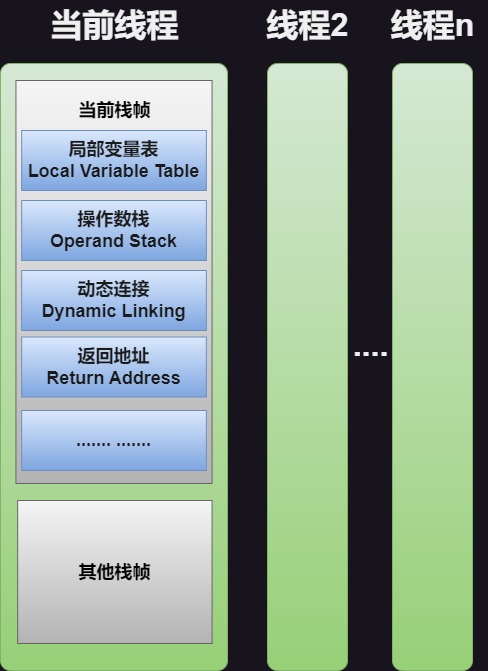 当前线程
线程2
线程n
当前栈帧
局部变量表
Local Variable Table
操作数栈
Operand Stack
动态连接
Dynamic Linking
返回地址
Return Address
....... .......
....
其他栈帧